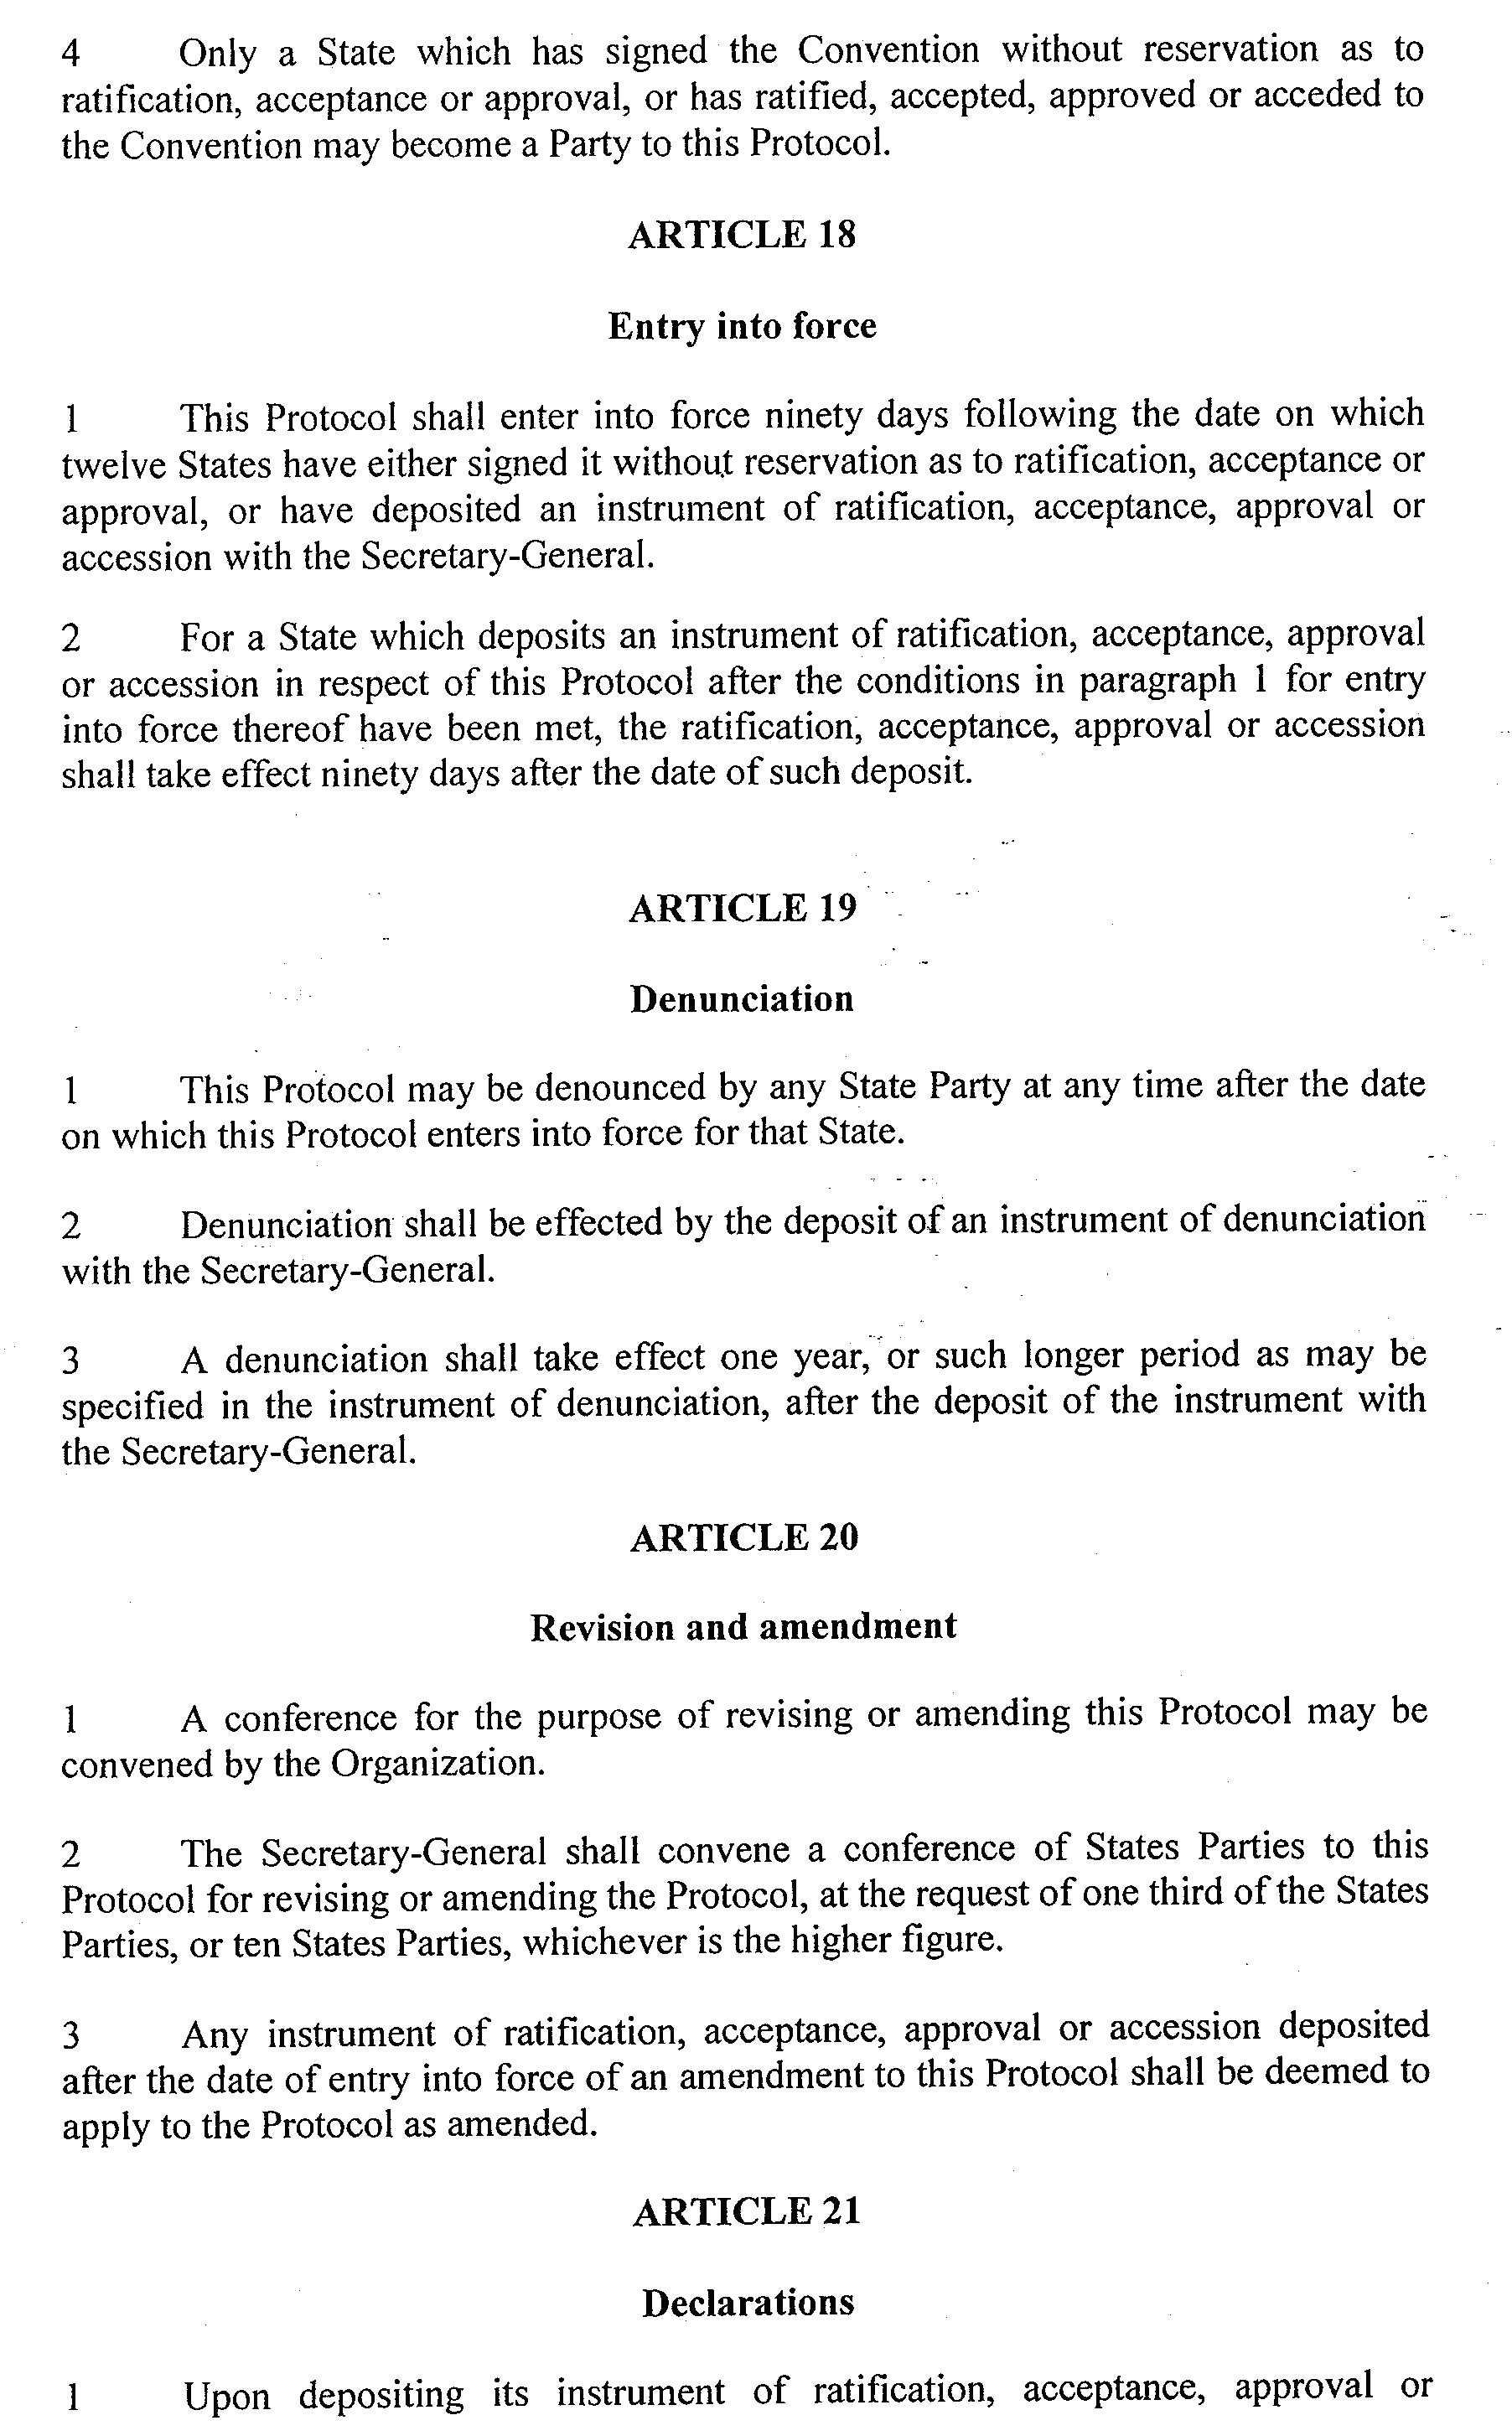 4 Only a State which has signed the Convention without reservation as to
ratification, acceptance or approval, or has ratified, accepted, approved or acceded to
the Convention may become a Party to this Protocol.
ARTICLE 18
Entry into force
1 This Protocol shall enter into force ninety days following the date on which
twelve States have either signed it without reservation as to ratification, acceptance or
approval, or have deposited an instrument of ratification, acceptance, approval or
accession with the Secretary-General.
2 For a State which deposits an instrument of ratification, acceptance, approval
or accession in respect of this Protocol after the conditions in paragraph 1 for entry
into force thereof have been met, the ratification, acceptance, approval or accession
shall take effect ninety days after the date of such deposit.
ARTICLE 19
Denunciation
1 This Protocol may be denounced by any State Party at any time after the date
on which this Protocol enters into force for that State.
2 Denunciation shall be effected by the deposit of an instrument of denunciation
with the Secretary-General.
3 A denunciation shall take effect one year, or such longer period as may be
specified in the instrument of denunciation, after the deposit of the instrument with
the Secretary-General.
ARTICLE 20
Revision and amendment
1 A conference for the purpose of revising or amending this Protocol may be
convened by the Organization.
2 The Secretary-General shall convene a conference of States Parties to this
Protocol for revising or amending the Protocol, at the request of one third of the States
Parties, or ten States Parties, whichever is the higher figure.
3 Any instrument of ratification, acceptance, approval or accession deposited
after the date of entry into force of an amendment to this Protocol shall be deemed to
apply to the Protocol as amended.
ARTICLE 21
Declarations
1 Upon depositing its instrument of ratification, acceptance, approval or